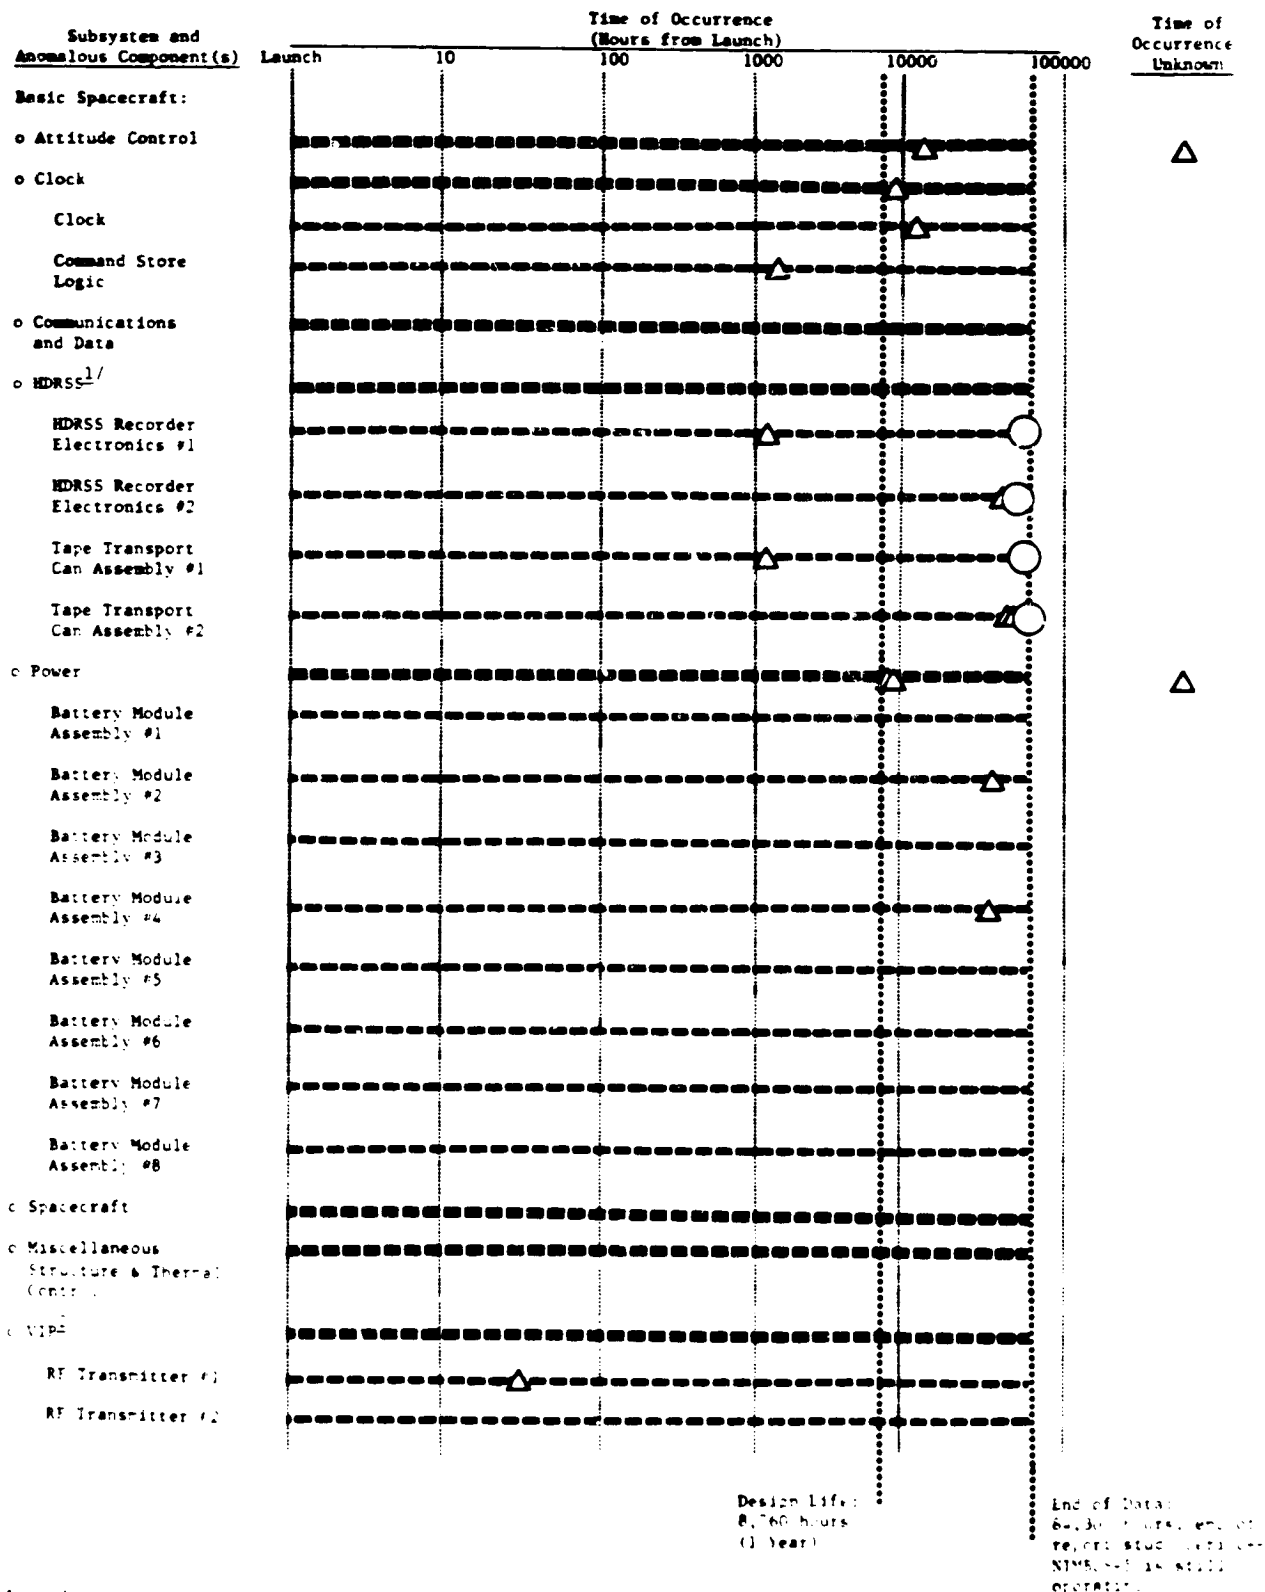 Time of Occurrence
(Hours from Launch)
Time of
Occurrence
Unknown
Subsystem and
Anomalous Component(s)
Launch 10 100 1000 10000 100000
Basic Spacecraft:
o Attitude Control
o Clock
Clock
Command Store
Logic
o Communications
and Data
o HDRSS 1/
HDRSS Recorder
Electronics #1
HDRSS Recorder
Electronics #2
Tape Transport
Can Assembly #1
Tape Transport
Can Assembly #2
o Power
Battery Module
Assembly #1
Battery Module
Assembly #2
Battery Module
Assembly #3
Battery Module
Assembly #4
Battery Module
Assembly #5
Battery Module
Assembly #6
Battery Module
Assembly #7
Battery Module
Assembly #8
o Spacecraft
o Miscellaneous
Structure & Thermal
o VIP
RF Transmitter #1
RF Transmitter #2
Design Life:
8,760 hours
(1 Year)
End of Data:
end of
is still